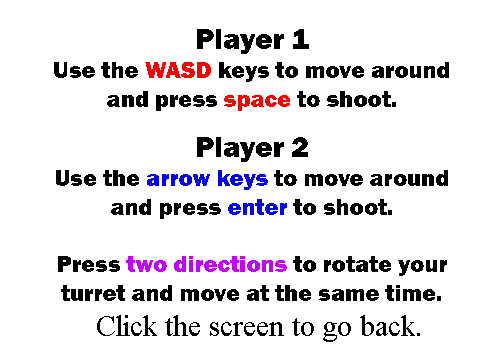 Player 1
Use the WASD keys to move around
and press space to shoot.
Player 2
Use the arrow keys to move around
and press enter to shoot.
Press two directions to rotate your
turret and move at the same time.
Click the screen to go back.